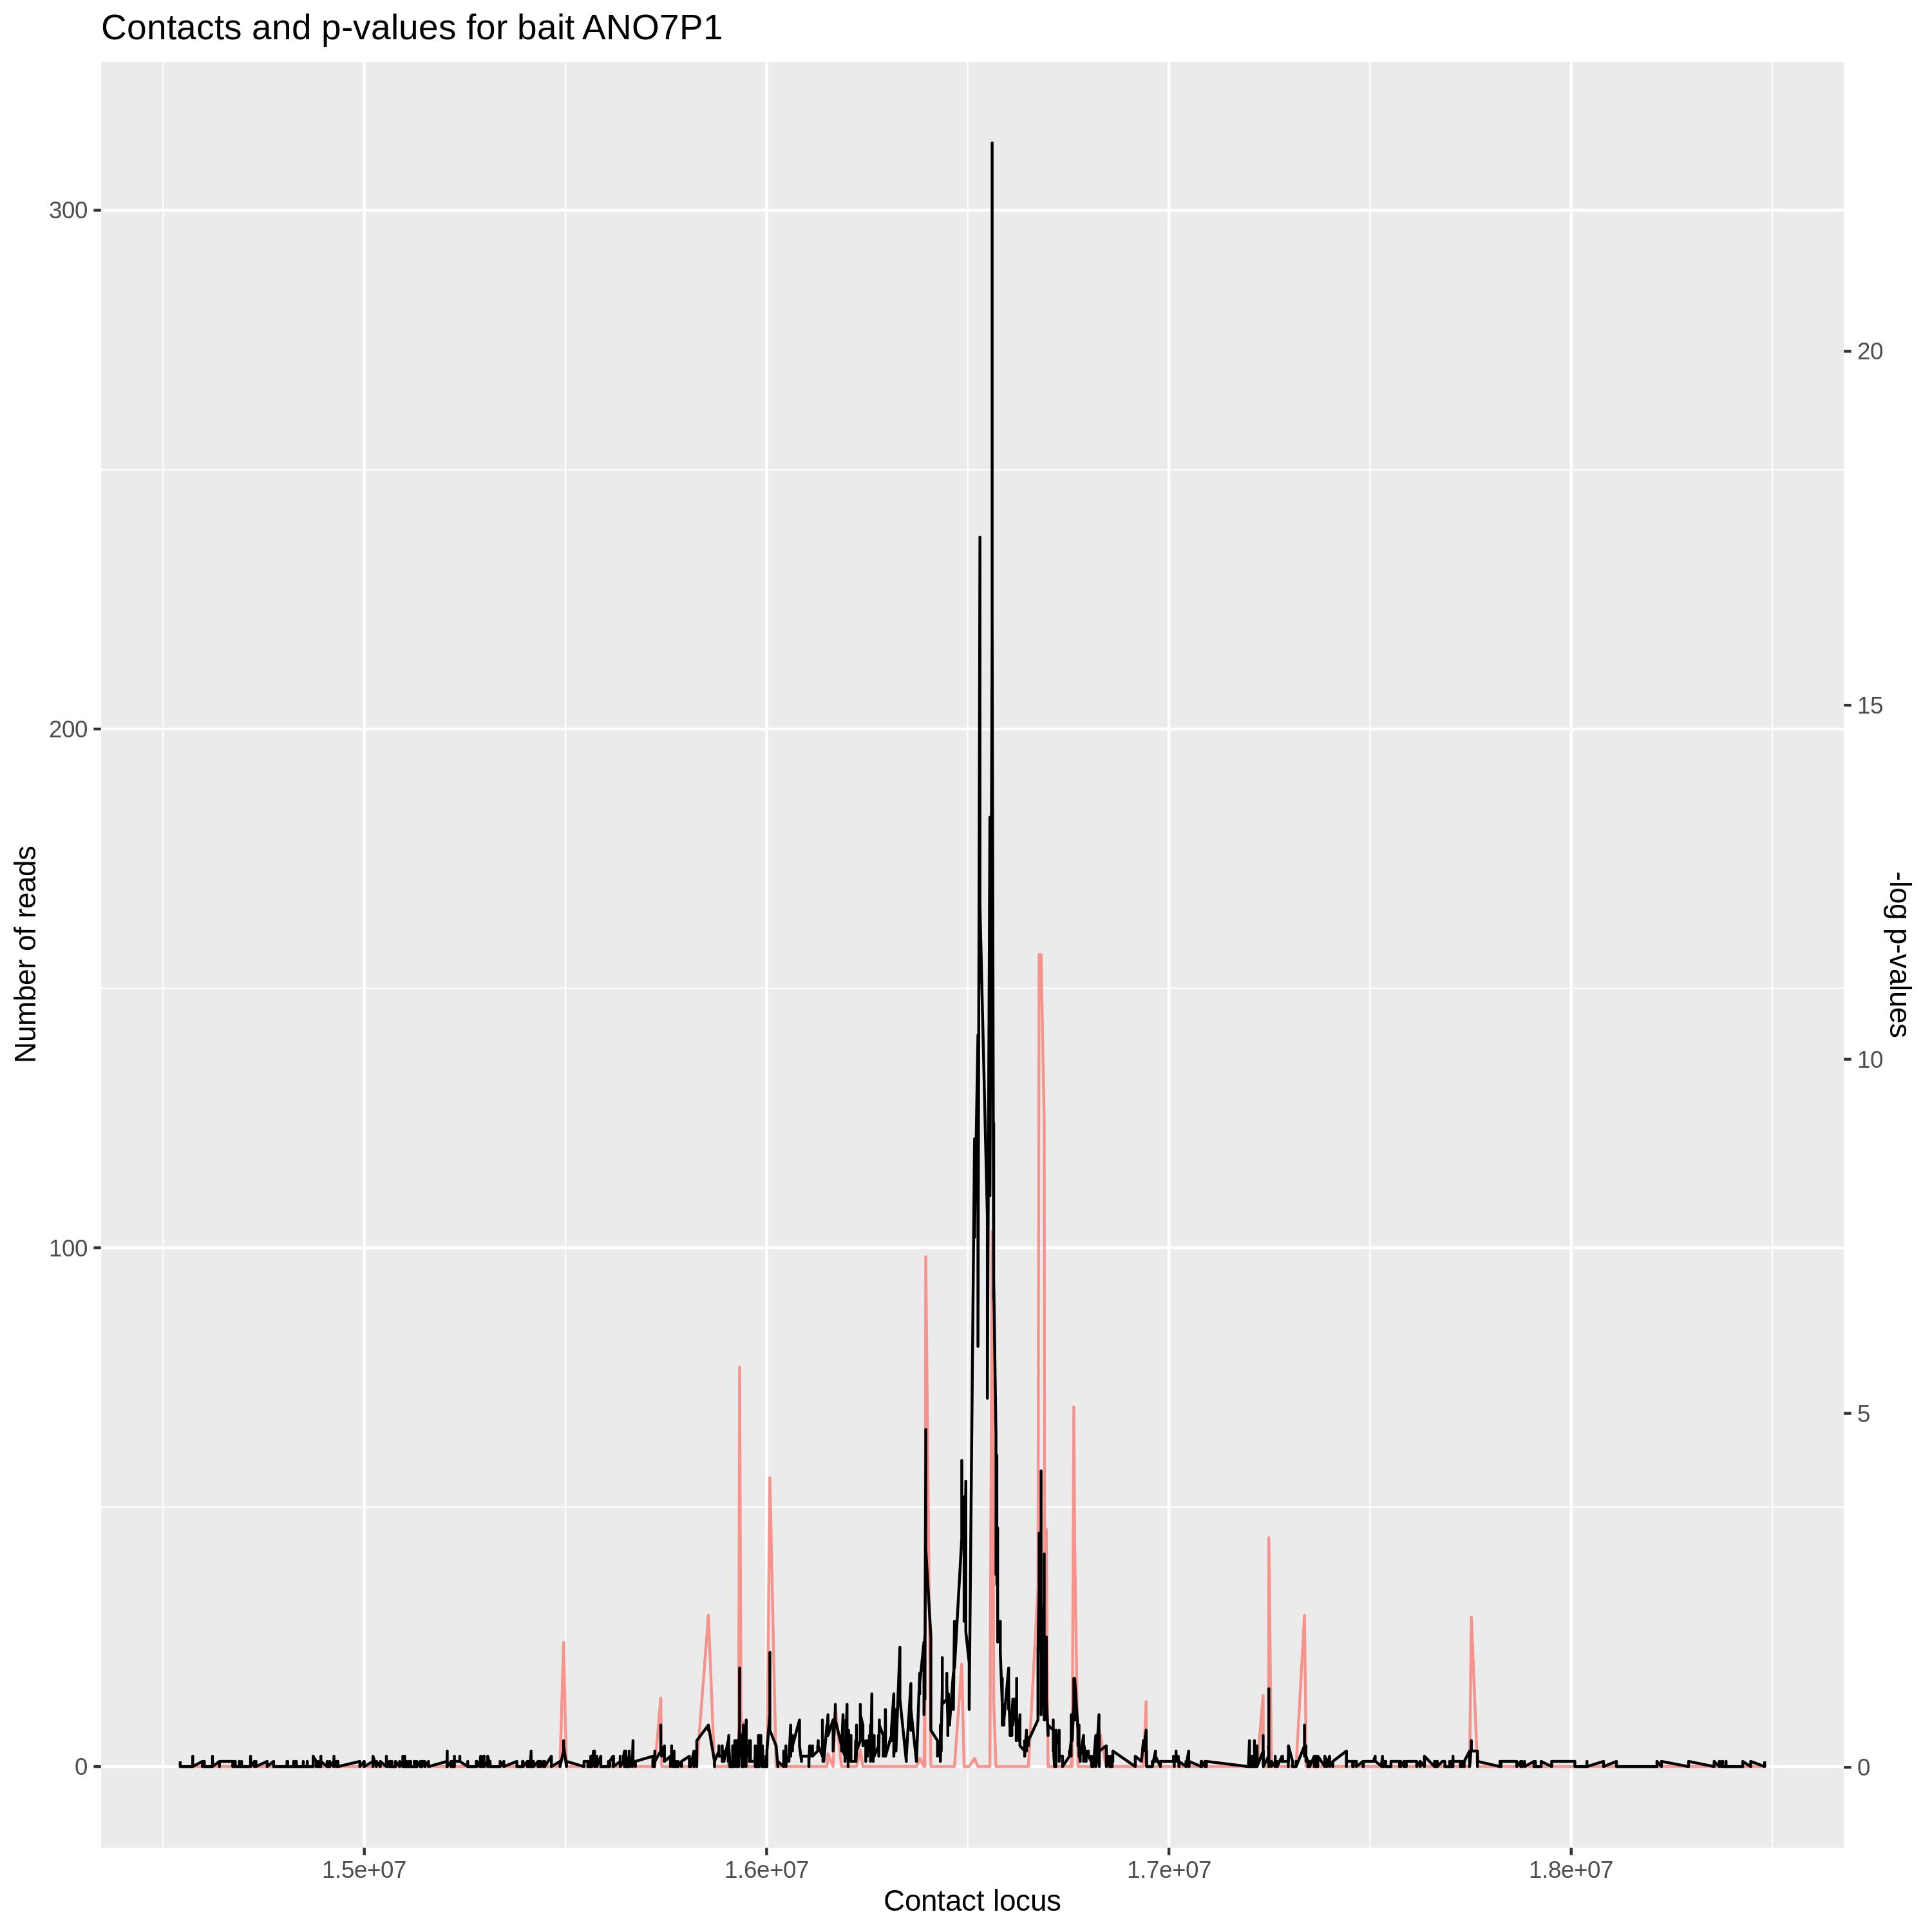 Contacts and p-values for bait ANO7P1
300
200
100
0
Number of reads
20
15
10
5
0
-log p-values
1.5e+07
1.6e+07
1.7e+07
1.8e+07
Contact locus